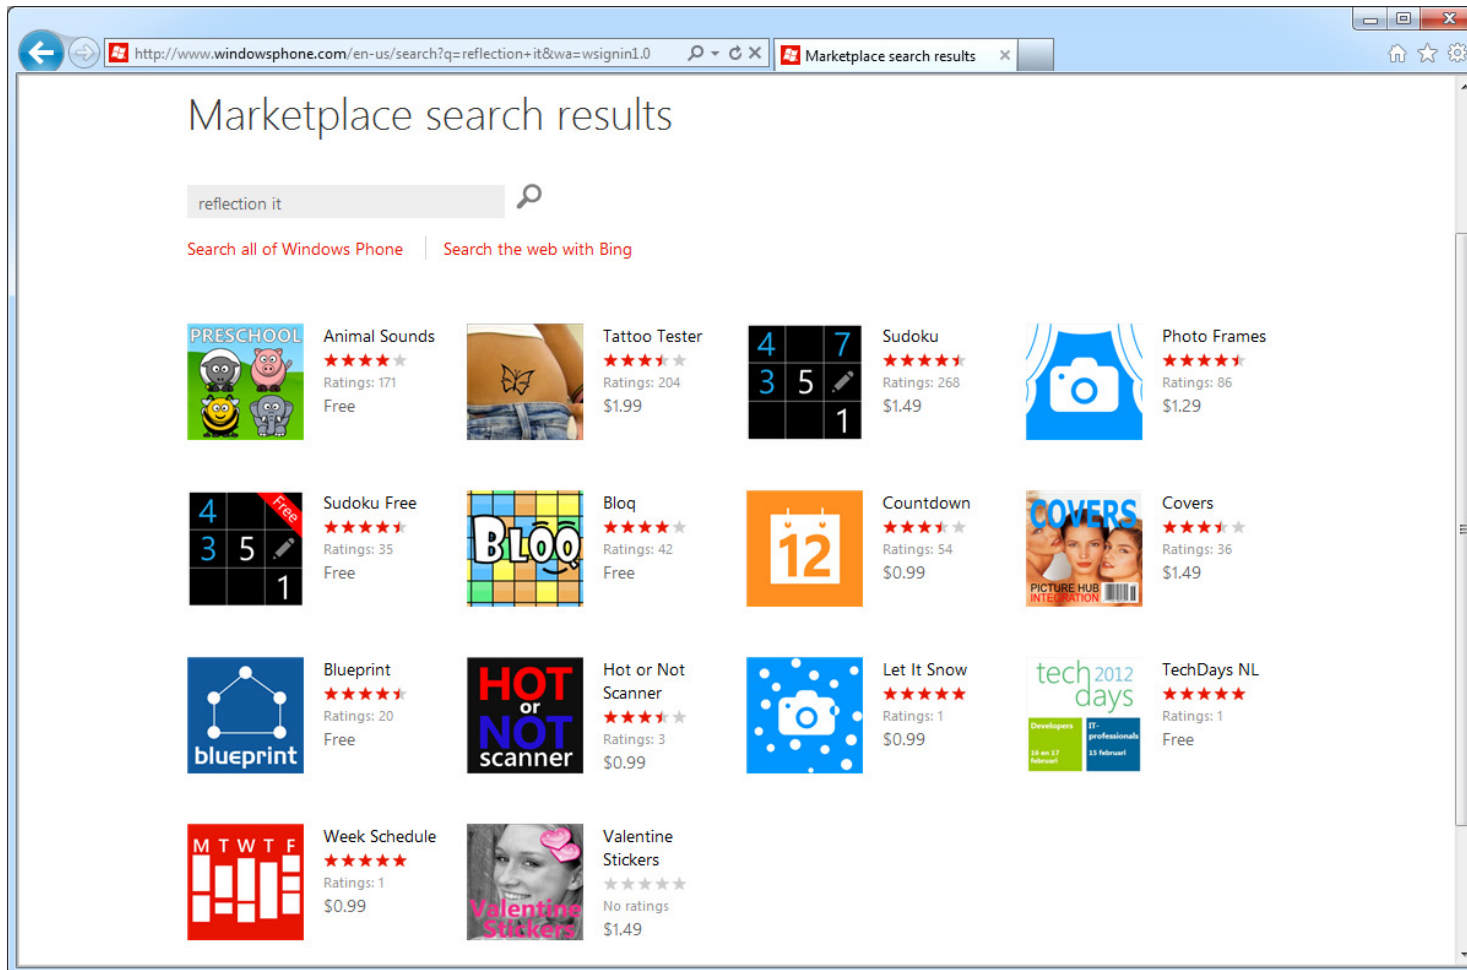 http://www.windowsphone.com/en-us/search?q=reflection+it&wa=wsignin1.0
Marketplace search results
Marketplace search results
reflection it
Search all of Windows Phone
Search the web with Bing
PRESCHOOL
Animal Sounds
Ratings: 171
Free
Tattoo Tester
Ratings: 204
$1.99
4 7
3 5
1
Sudoku
Ratings: 268
$1.49
Photo Frames
Ratings: 86
$1.29
4
3 5
1
Free
Sudoku Free
Ratings: 35
Free
BLOQ
Bloq
Ratings: 42
Free
12
Countdown
Ratings: 54
$0.99
COVERS
PICTURE HUB
INTEGRATION
Covers
Ratings: 36
$1.49
blueprint
Blueprint
Ratings: 20
Free
HOT
or
NOT
scanner
Hot or Not
Scanner
Ratings: 3
$0.99
Let It Snow
Ratings: 1
$0.99
tech 2012
days
Developers
16 en 17
februari
IT-
professionals
15 februari
TechDays NL
Ratings: 1
Free
M T W T F
Week Schedule
Ratings: 1
$0.99
Valentine
Stickers
Valentine
Stickers
No ratings
$1.49